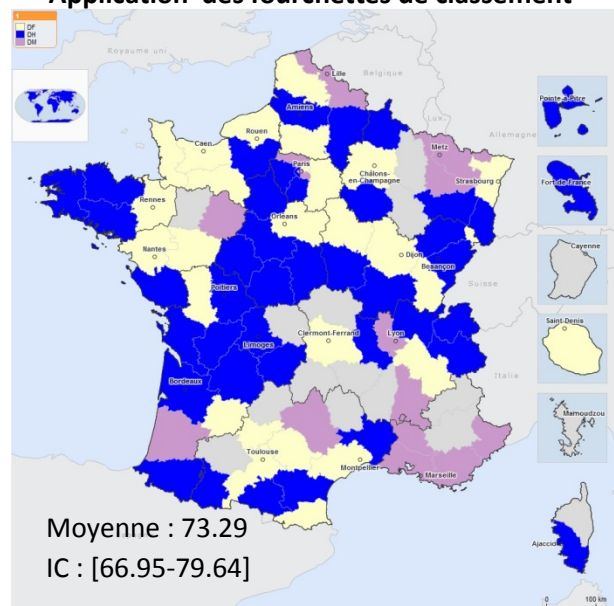 Application des fourchettes de classement
1
DF
DH
DM
Royaume uni
Belgique
Lille
Amiens
Lux.
Allemagne
Pointe-à-Pitre
Rouen
Caen
Metz
Paris
Châlons-
en-Champagne
Strasbourg
Fort-de-France
Rennes
Orléans
Nantes
Dijon
Besançon
Cayenne
Suisse
Poitiers
Clermont-Ferrand
Lyon
Saint-Denis
Limoges
Italie
Bordeaux
Mamoudzou
Toulouse
Montpellier
Marseille
Moyenne : 73.29
IC : [66.95-79.64]
Ajaccio
0 100 km